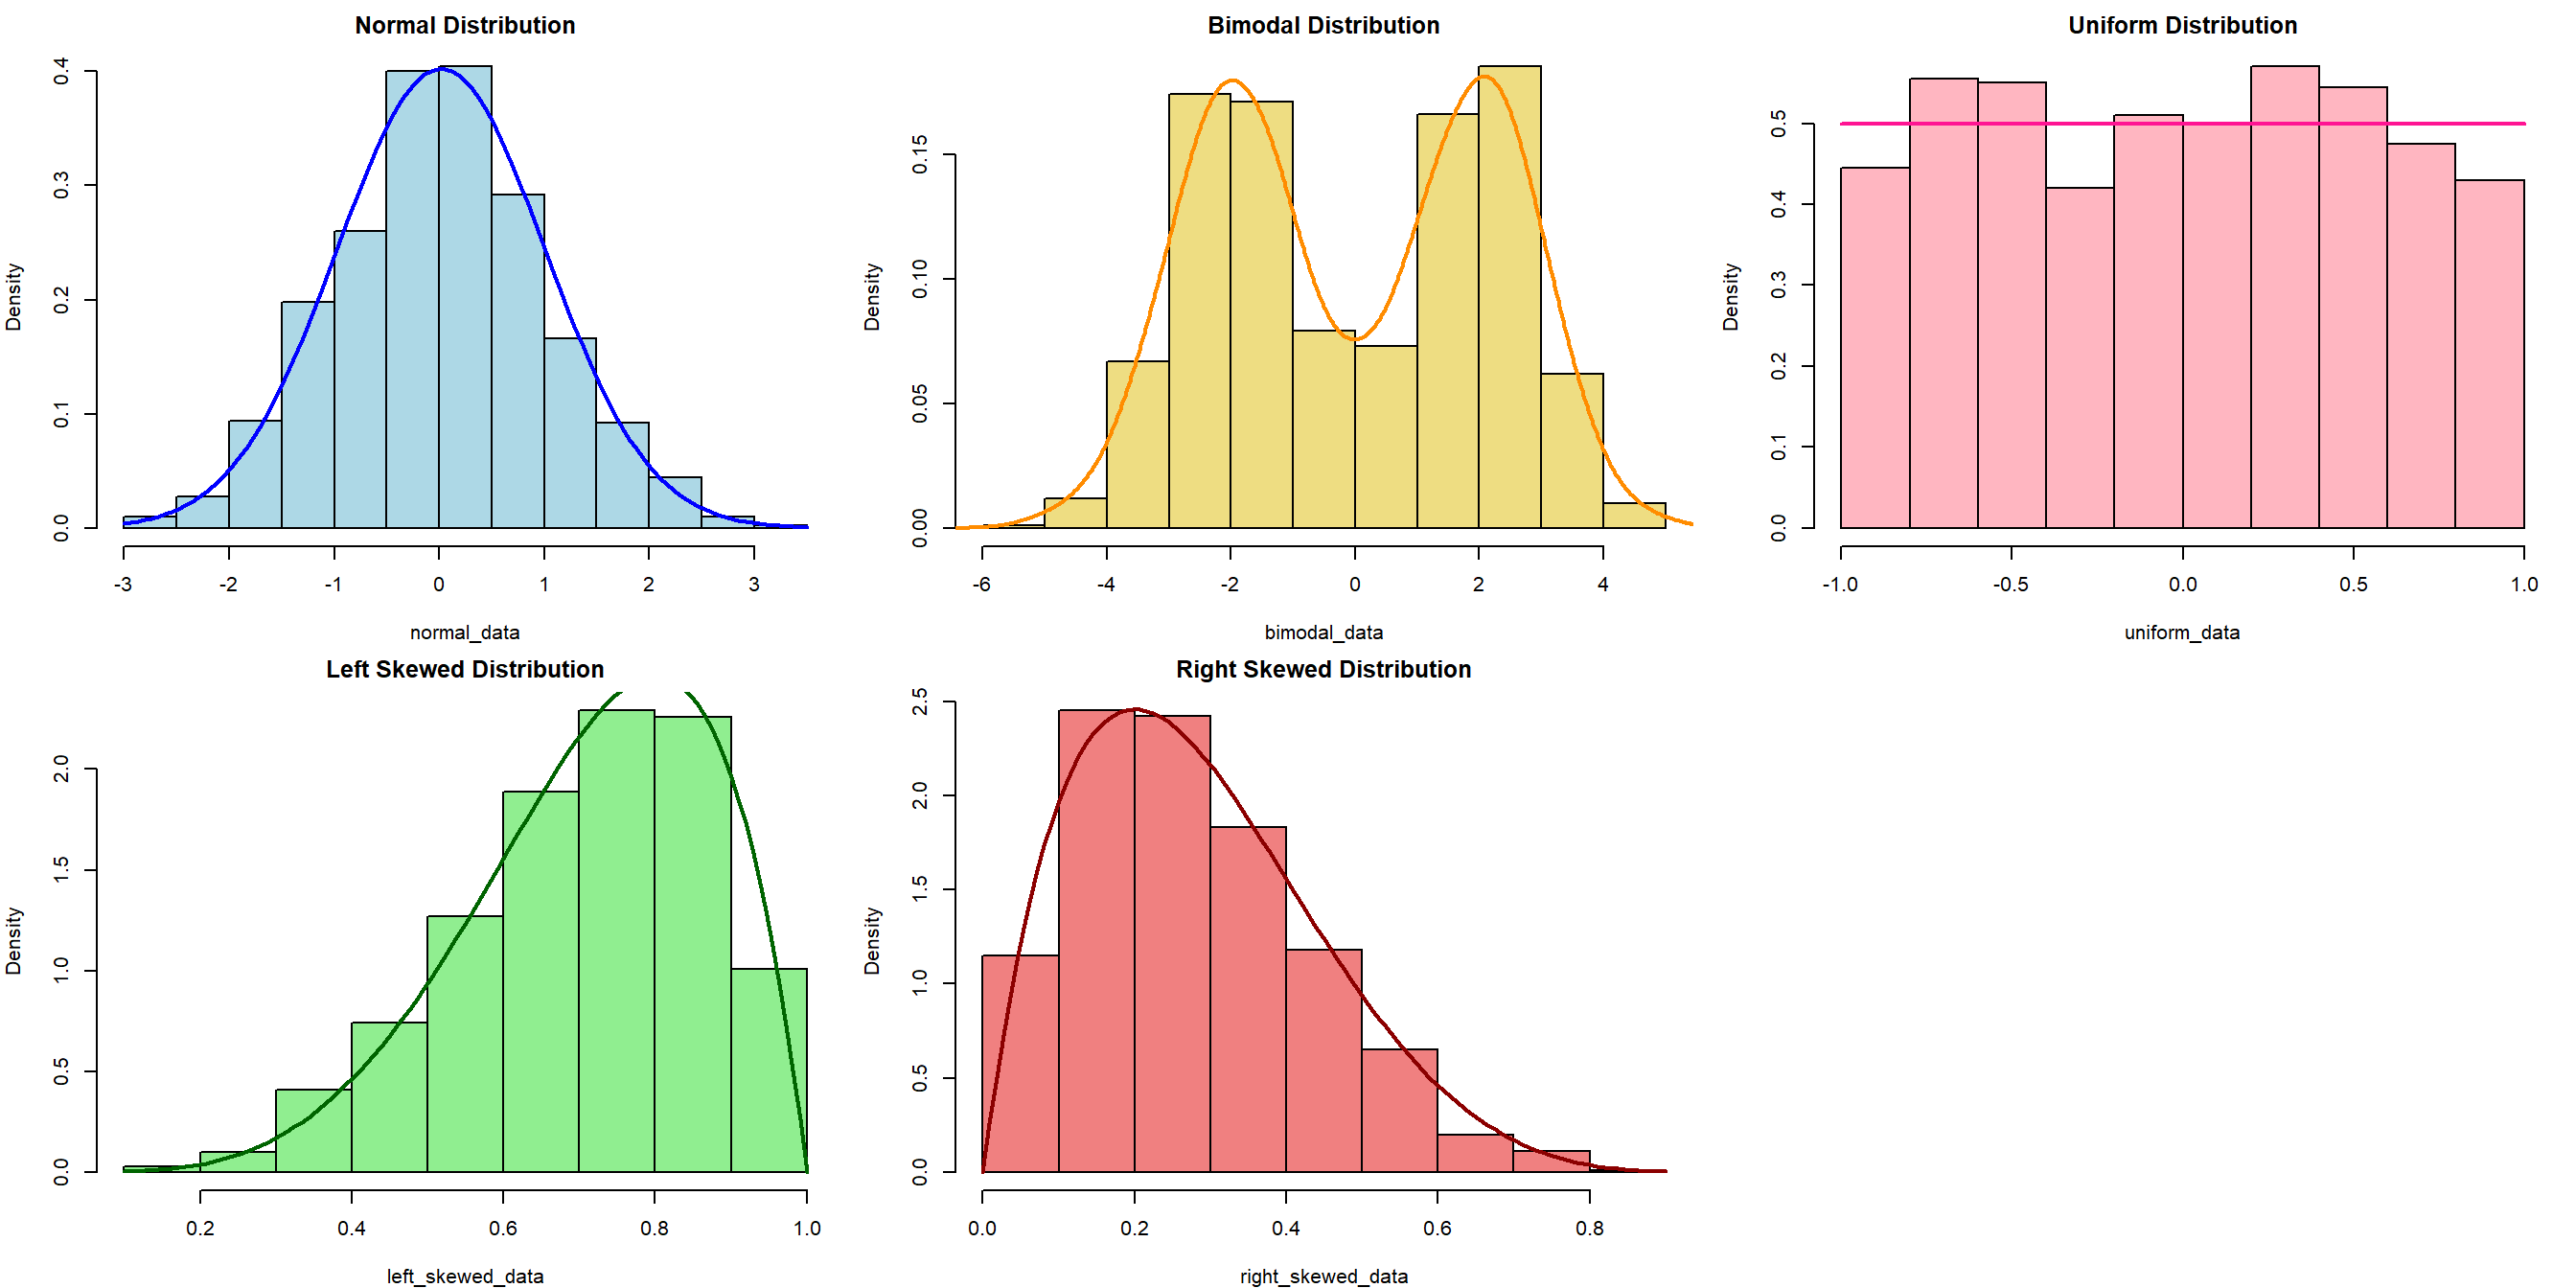 Normal Distribution
Density
0.0 0.1 0.2 0.3 0.4
-3 -2 -1 0 1 2 3
normal_data
Bimodal Distribution
Density
0.00 0.05 0.10 0.15
-6 -4 -2 0 2 4
bimodal_data
Uniform Distribution
Density
0.0 0.1 0.2 0.3 0.4 0.5
-1.0 -0.5 0.0 0.5 1.0
uniform_data
Left Skewed Distribution
Density
0.0 0.5 1.0 1.5 2.0
0.2 0.4 0.6 0.8 1.0
left_skewed_data
Right Skewed Distribution
Density
0.0 0.5 1.0 1.5 2.0 2.5
0.0 0.2 0.4 0.6 0.8
right_skewed_data